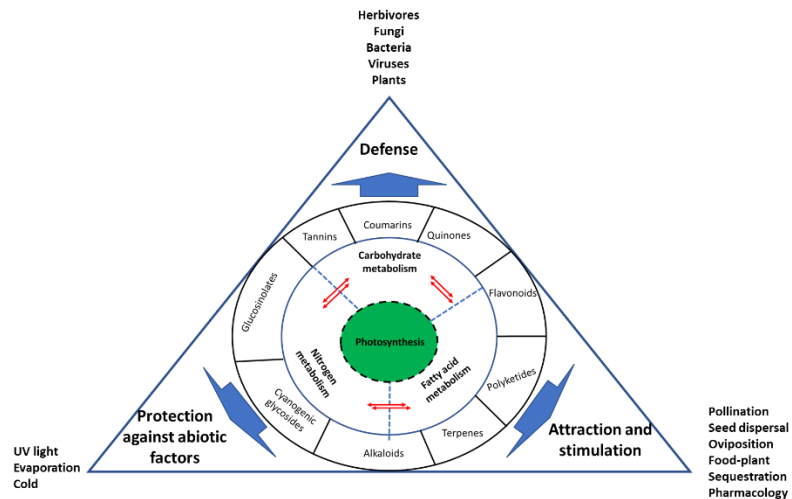 Herbivores
Fungi
Bacteria
Viruses
Plants
Defense
Tannins
Coumarins
Quinones
Carbohydrate
metabolism
Glucosinolates
Flavonoids
Photosynthesis
Nitrogen
metabolism
Fatty acid
metabolism
Polyketides
Cyanogenic
glycosides
Alkaloids
Terpenes
Protection
against abiotic
factors
Attraction and
stimulation
UV light
Evaporation
Cold
Pollination
Seed dispersal
Oviposition
Food-plant
Sequestration
Pharmacology